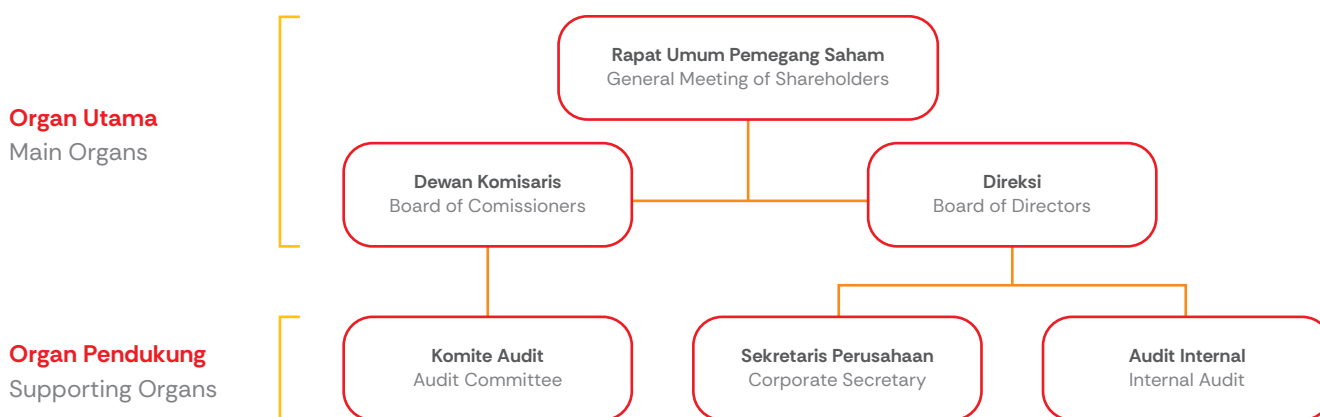 Rapat Umum Pemegang Saham
General Meeting of Shareholders
Organ Utama
Main Organs
Dewan Komisaris
Board of Comissioners
Direksi
Board of Directors
Organ Pendukung
Supporting Organs
Komite Audit
Audit Committee
Sekretaris Perusahaan
Corporate Secretary
Audit Internal
Internal Audit